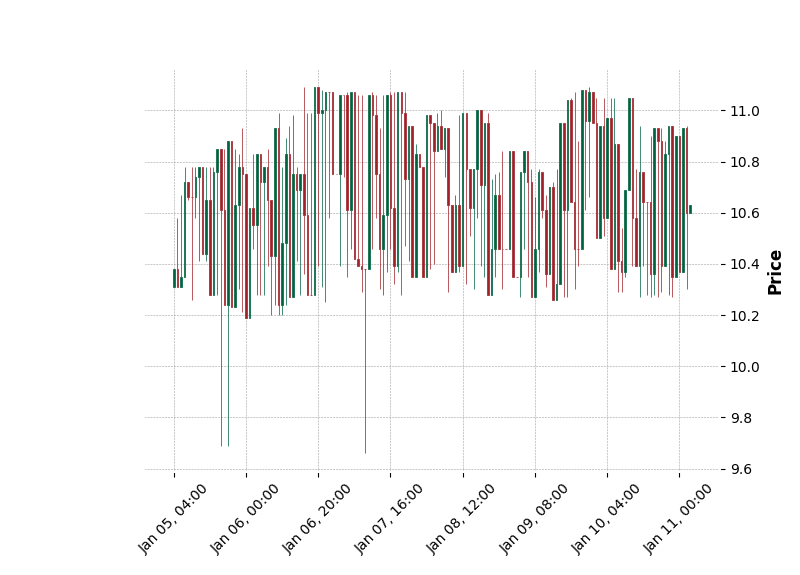 11.0
10.8
10.6
10.4
10.2
10.0
9.8
9.6
Price
Jan 05, 04:00
Jan 06, 00:00
Jan 06, 20:00
Jan 07, 16:00
Jan 08, 12:00
Jan 09, 08:00
Jan 10, 04:00
Jan 11, 00:00